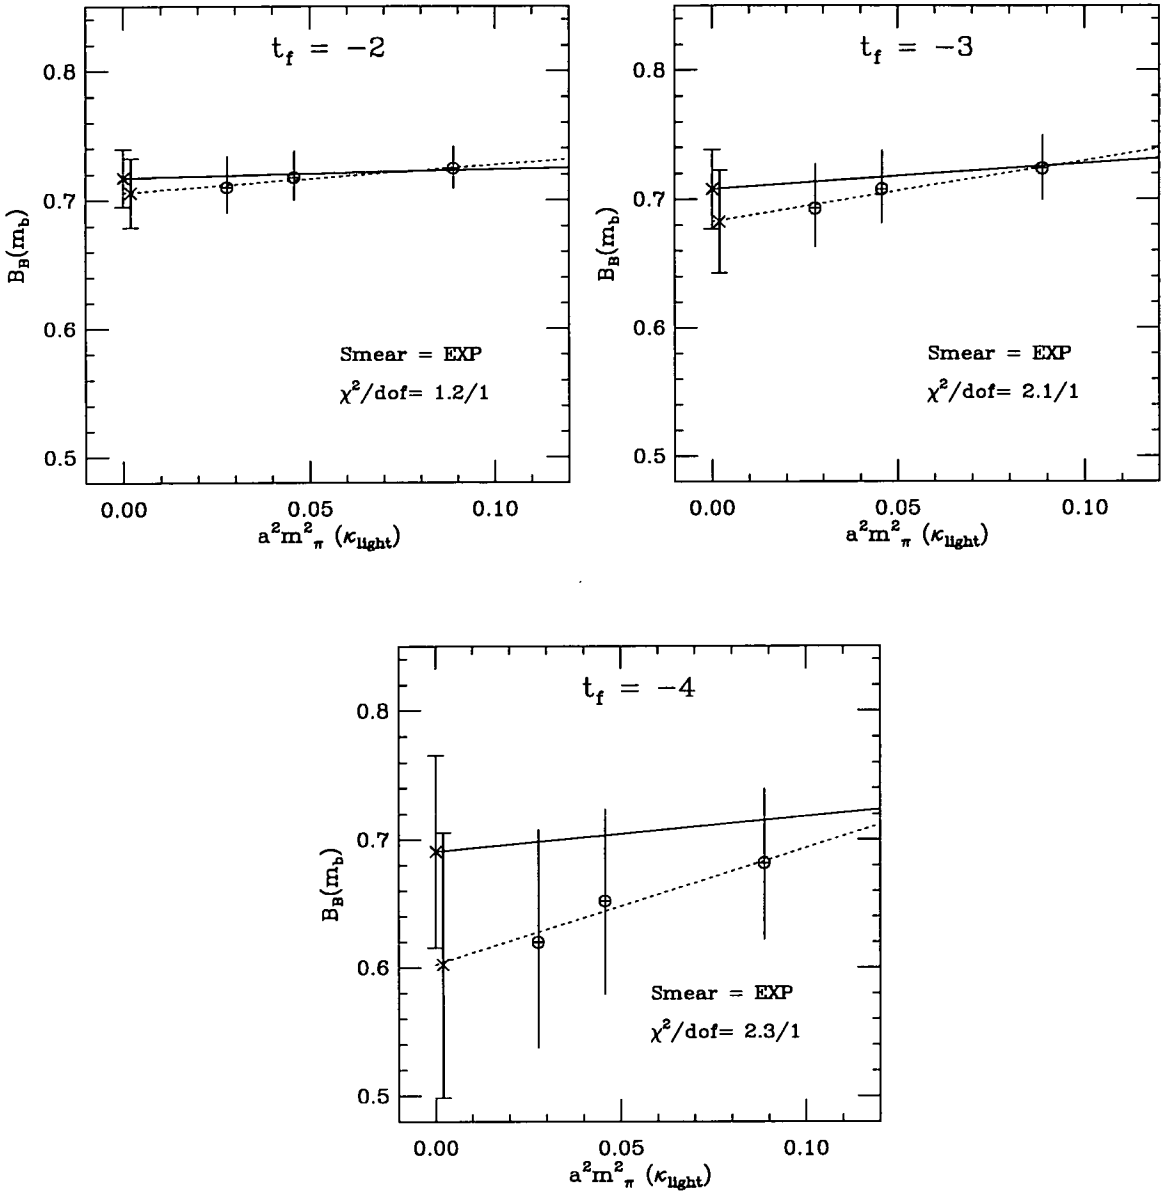 t_f = −2
0.8
0.7
0.6
0.5
B_B(m_b)
Smear = EXP
χ²/dof= 1.2/1
0.00 0.05 0.10
a²m²_π (κ_light)
t_f = −3
0.8
0.7
0.6
0.5
B_B(m_b)
Smear = EXP
χ²/dof= 2.1/1
0.00 0.05 0.10
a²m²_π (κ_light)
t_f = −4
0.8
0.7
0.6
0.5
B_B(m_b)
Smear = EXP
χ²/dof= 2.3/1
0.00 0.05 0.10
a²m²_π (κ_light)